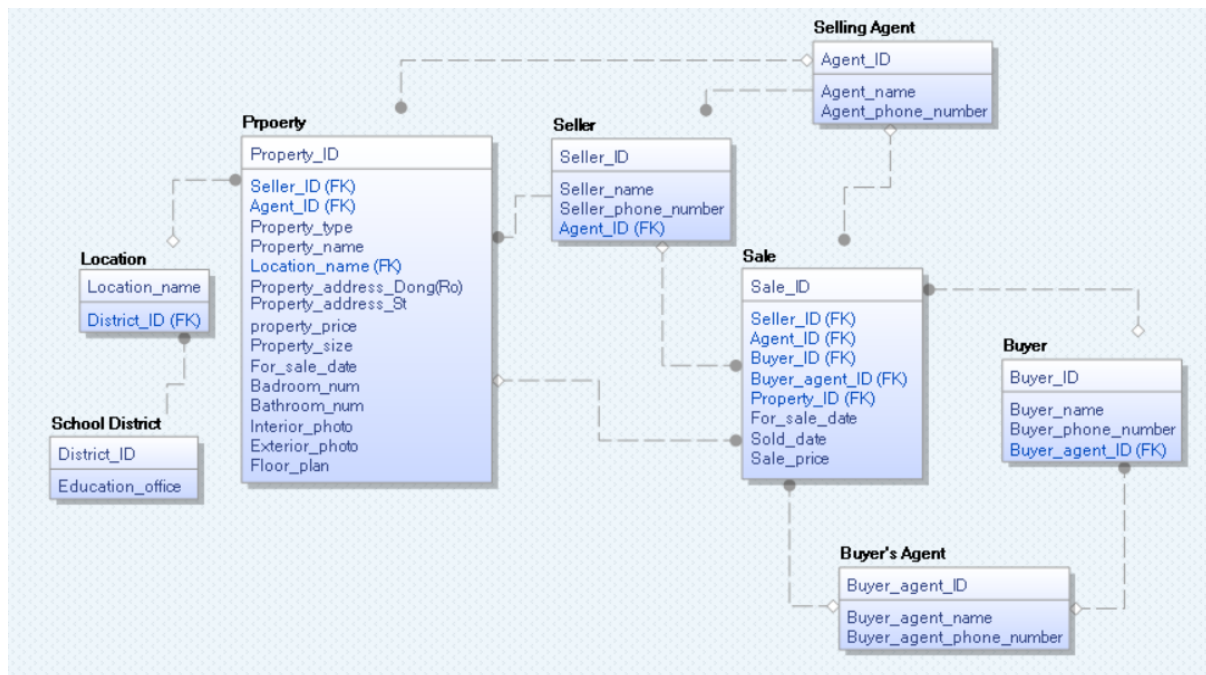 Selling Agent
Agent_ID
Agent_name
Agent_phone_number
Prpoerty
Property_ID
Seller_ID (FK)
Agent_ID (FK)
Property_type
Property_name
Location_name (FK)
Property_address_Dong(Ro)
Property_address_St
property_price
Property_size
For_sale_date
Badroom_num
Bathroom_num
Interior_photo
Exterior_photo
Floor_plan
Seller
Seller_ID
Seller_name
Seller_phone_number
Agent_ID (FK)
Location
Location_name
District_ID (FK)
School District
District_ID
Education_office
Sale
Sale_ID
Seller_ID (FK)
Agent_ID (FK)
Buyer_ID (FK)
Buyer_agent_ID (FK)
Property_ID (FK)
For_sale_date
Sold_date
Sale_price
Buyer
Buyer_ID
Buyer_name
Buyer_phone_number
Buyer_agent_ID (FK)
Buyer's Agent
Buyer_agent_ID
Buyer_agent_name
Buyer_agent_phone_number